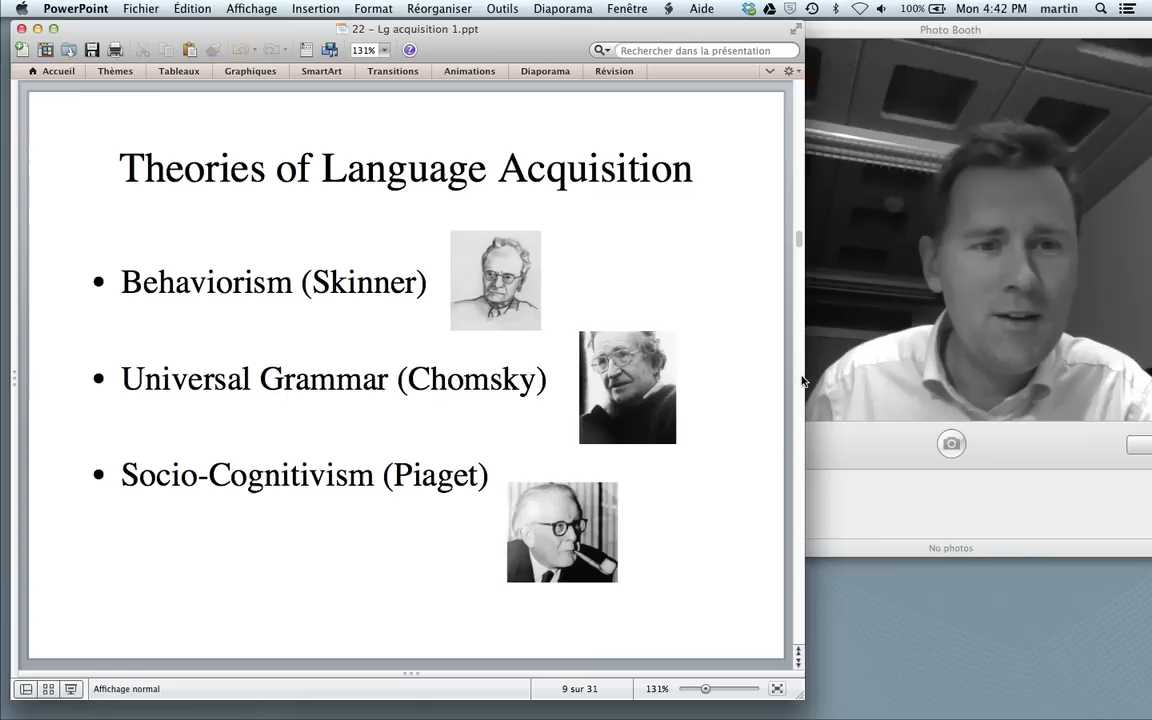 PowerPoint Fichier Édition Affichage Insertion Format Réorganiser Outils Diaporama Fenêtre Aide 100% Mon 4:42 PM martin
22 - Lg acquisition 1.ppt
Photo Booth
131% Rechercher dans la présentation
Accueil Thèmes Tableaux Graphiques SmartArt Transitions Animations Diaporama Révision
Theories of Language Acquisition
• Behaviorism (Skinner)
• Universal Grammar (Chomsky)
• Socio-Cognitivism (Piaget)
No photos
Affichage normal 9 sur 31 131%